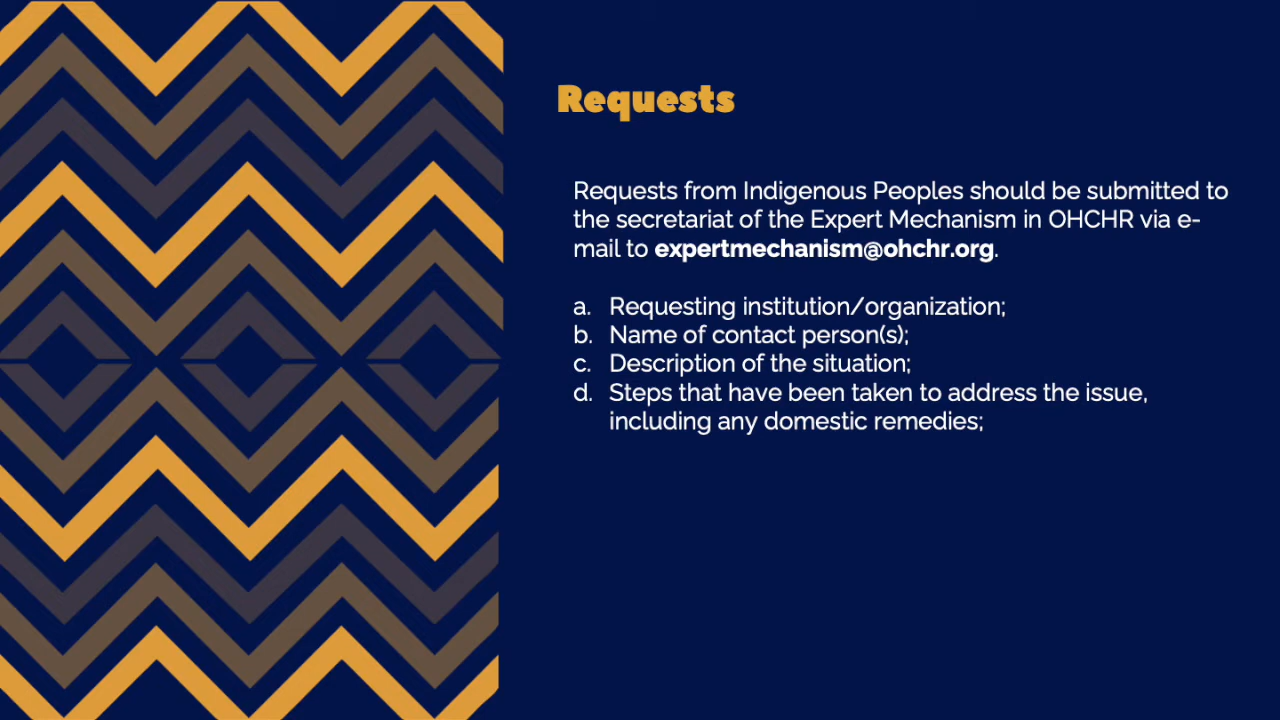 Requests
Requests from Indigenous Peoples should be submitted to
the secretariat of the Expert Mechanism in OHCHR via e-
mail to expertmechanism@ohchr.org.
a. Requesting institution/organization;
b. Name of contact person(s);
c. Description of the situation;
d. Steps that have been taken to address the issue,
including any domestic remedies;